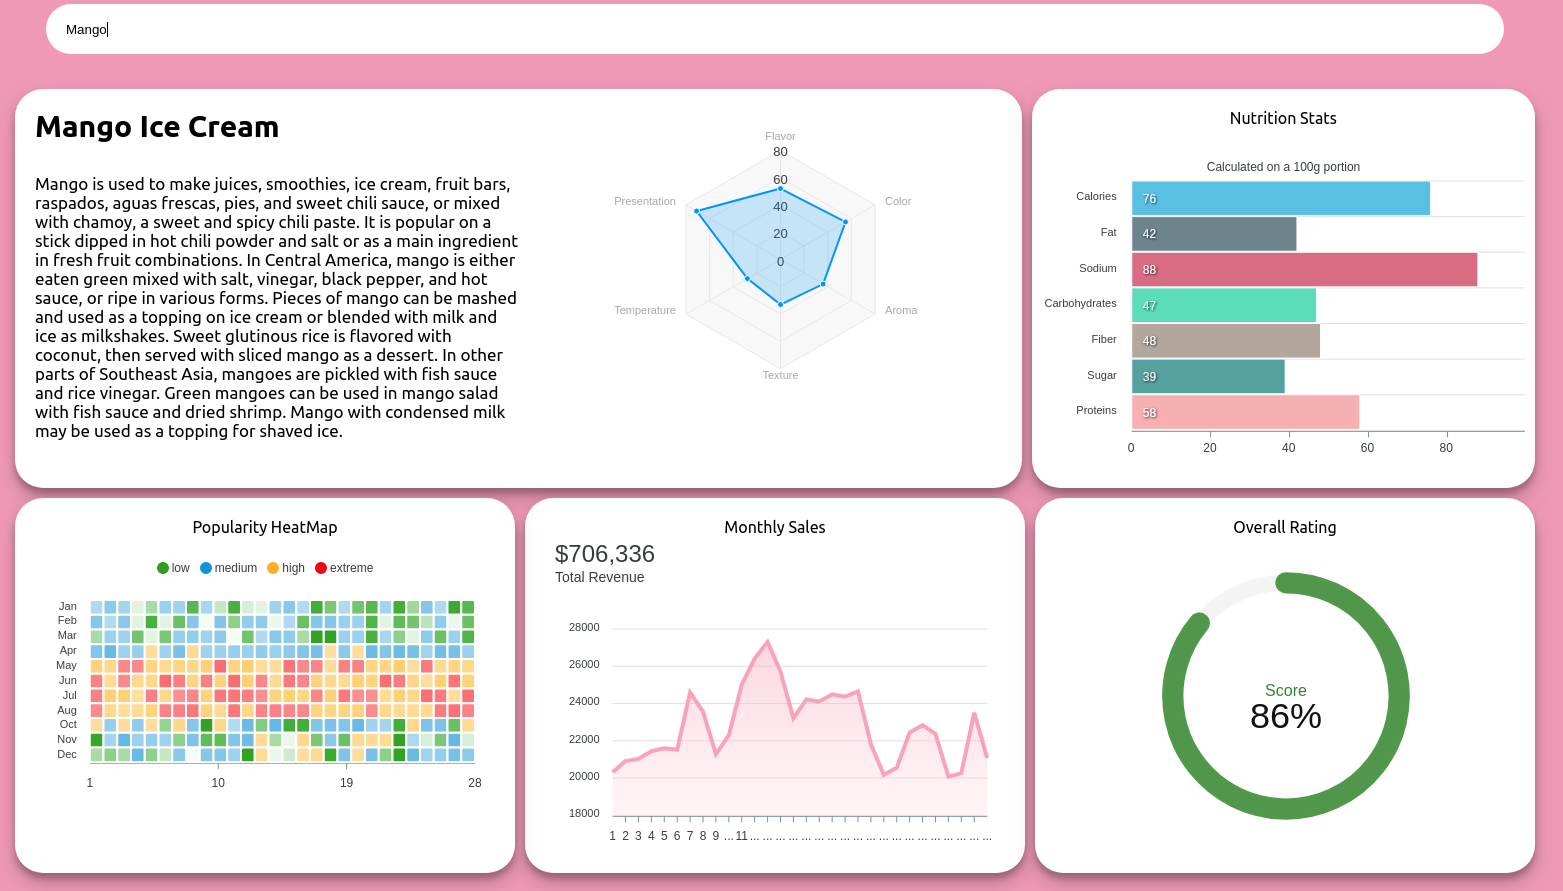 Mango
Mango Ice Cream
Mango is used to make juices, smoothies, ice cream, fruit bars,
raspados, aguas frescas, pies, and sweet chili sauce, or mixed
with chamoy, a sweet and spicy chili paste. It is popular on a
stick dipped in hot chili powder and salt or as a main ingredient
in fresh fruit combinations. In Central America, mango is either
eaten green mixed with salt, vinegar, black pepper, and hot
sauce, or ripe in various forms. Pieces of mango can be mashed
and used as a topping on ice cream or blended with milk and
ice as milkshakes. Sweet glutinous rice is flavored with
coconut, then served with sliced mango as a dessert. In other
parts of Southeast Asia, mangoes are pickled with fish sauce
and rice vinegar. Green mangoes can be used in mango salad
with fish sauce and dried shrimp. Mango with condensed milk
may be used as a topping for shaved ice.
Flavor
80
60
Presentation
40
Color
20
0
Temperature
Aroma
Texture
Nutrition Stats
Calculated on a 100g portion
Calories 76
Fat 42
Sodium 88
Carbohydrates 47
Fiber 48
Sugar 39
Proteins 58
0 20 40 60 80
Popularity HeatMap
low medium high extreme
Jan
Feb
Mar
Apr
May
Jun
Jul
Aug
Oct
Nov
Dec
1 10 19 28
Monthly Sales
$706,336
Total Revenue
28000
26000
24000
22000
20000
18000
1 2 3 4 5 6 7 8 9 ... 11 ... ... ... ... ... ... ... ... ... ... ... ... ... ... ... ... ... ... ...
Overall Rating
Score
86%